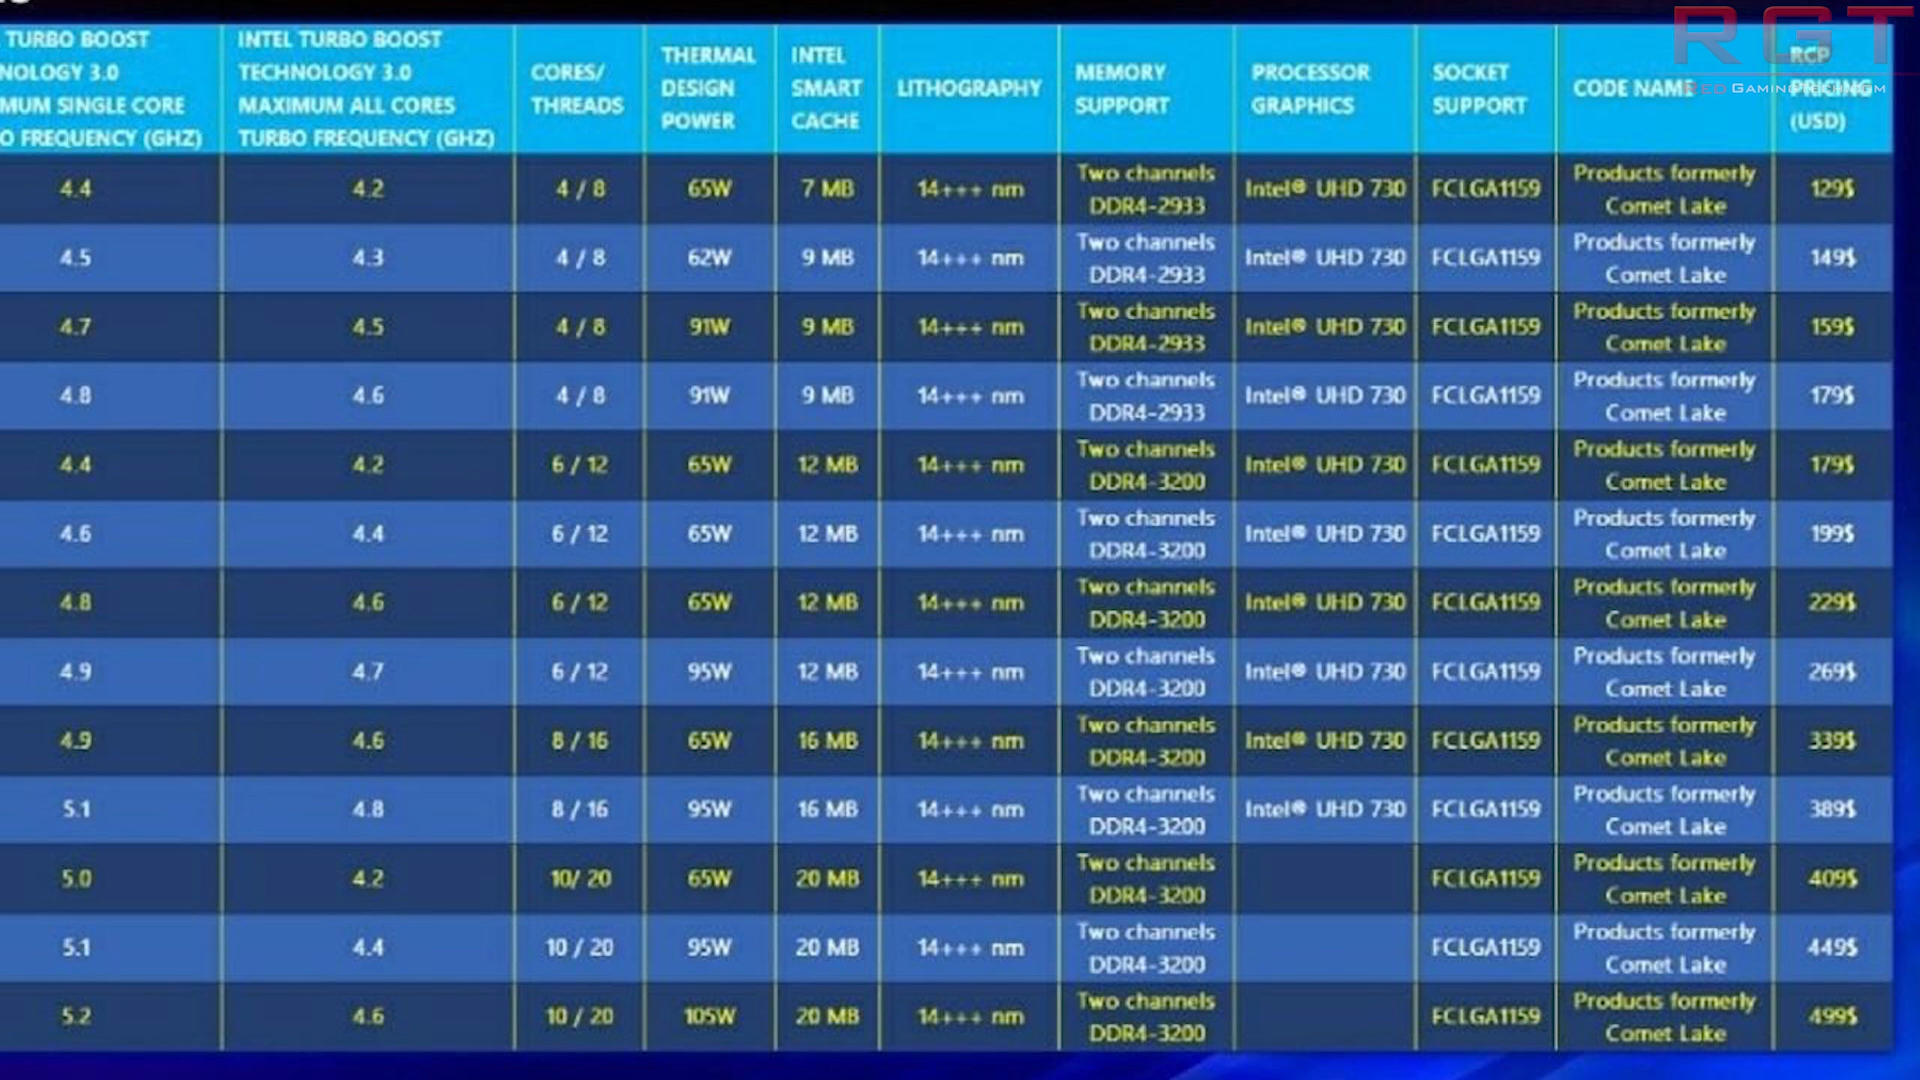 RGT
RED GAMINGTECH.COM
TURBO BOOST
NOLOGY 3.0
MUM SINGLE CORE
O FREQUENCY (GHZ)
INTEL TURBO BOOST
TECHNOLOGY 3.0
MAXIMUM ALL CORES
TURBO FREQUENCY (GHZ)
CORES/
THREADS
THERMAL
DESIGN
POWER
INTEL
SMART
CACHE
LITHOGRAPHY
MEMORY
SUPPORT
PROCESSOR
GRAPHICS
SOCKET
SUPPORT
CODE NAME
RCP
PRICING
(USD)
4.4 4.2 4 / 8 65W 7 MB 14+++ nm Two channels DDR4-2933 Intel® UHD 730 FCLGA1159 Products formerly Comet Lake 129$
4.5 4.3 4 / 8 62W 9 MB 14+++ nm Two channels DDR4-2933 Intel® UHD 730 FCLGA1159 Products formerly Comet Lake 149$
4.7 4.5 4 / 8 91W 9 MB 14+++ nm Two channels DDR4-2933 Intel® UHD 730 FCLGA1159 Products formerly Comet Lake 159$
4.8 4.6 4 / 8 91W 9 MB 14+++ nm Two channels DDR4-2933 Intel® UHD 730 FCLGA1159 Products formerly Comet Lake 179$
4.4 4.2 6 / 12 65W 12 MB 14+++ nm Two channels DDR4-3200 Intel® UHD 730 FCLGA1159 Products formerly Comet Lake 179$
4.6 4.4 6 / 12 65W 12 MB 14+++ nm Two channels DDR4-3200 Intel® UHD 730 FCLGA1159 Products formerly Comet Lake 199$
4.8 4.6 6 / 12 65W 12 MB 14+++ nm Two channels DDR4-3200 Intel® UHD 730 FCLGA1159 Products formerly Comet Lake 229$
4.9 4.7 6 / 12 95W 12 MB 14+++ nm Two channels DDR4-3200 Intel® UHD 730 FCLGA1159 Products formerly Comet Lake 269$
4.9 4.6 8 / 16 65W 16 MB 14+++ nm Two channels DDR4-3200 Intel® UHD 730 FCLGA1159 Products formerly Comet Lake 339$
5.1 4.8 8 / 16 95W 16 MB 14+++ nm Two channels DDR4-3200 Intel® UHD 730 FCLGA1159 Products formerly Comet Lake 389$
5.0 4.2 10/ 20 65W 20 MB 14+++ nm Two channels DDR4-3200 FCLGA1159 Products formerly Comet Lake 409$
5.1 4.4 10 / 20 95W 20 MB 14+++ nm Two channels DDR4-3200 FCLGA1159 Products formerly Comet Lake 449$
5.2 4.6 10 / 20 105W 20 MB 14+++ nm Two channels DDR4-3200 FCLGA1159 Products formerly Comet Lake 499$